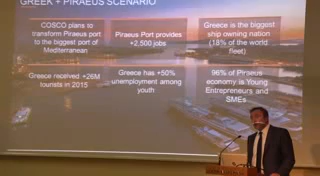 GREEK + PIRAEUS SCENARIO
COSCO plans to
transform Piraeus port
to the biggest port of
Mediterranean
Piraeus Port provides
+2,500 jobs
Greece is the biggest
ship owning nation
(18% of the world
fleet)
Greece received +26M
tourists in 2015
Greece has +50%
unemployment among
youth
96% of Piraeus
economy is Young
Entrepreneurs and
SMEs